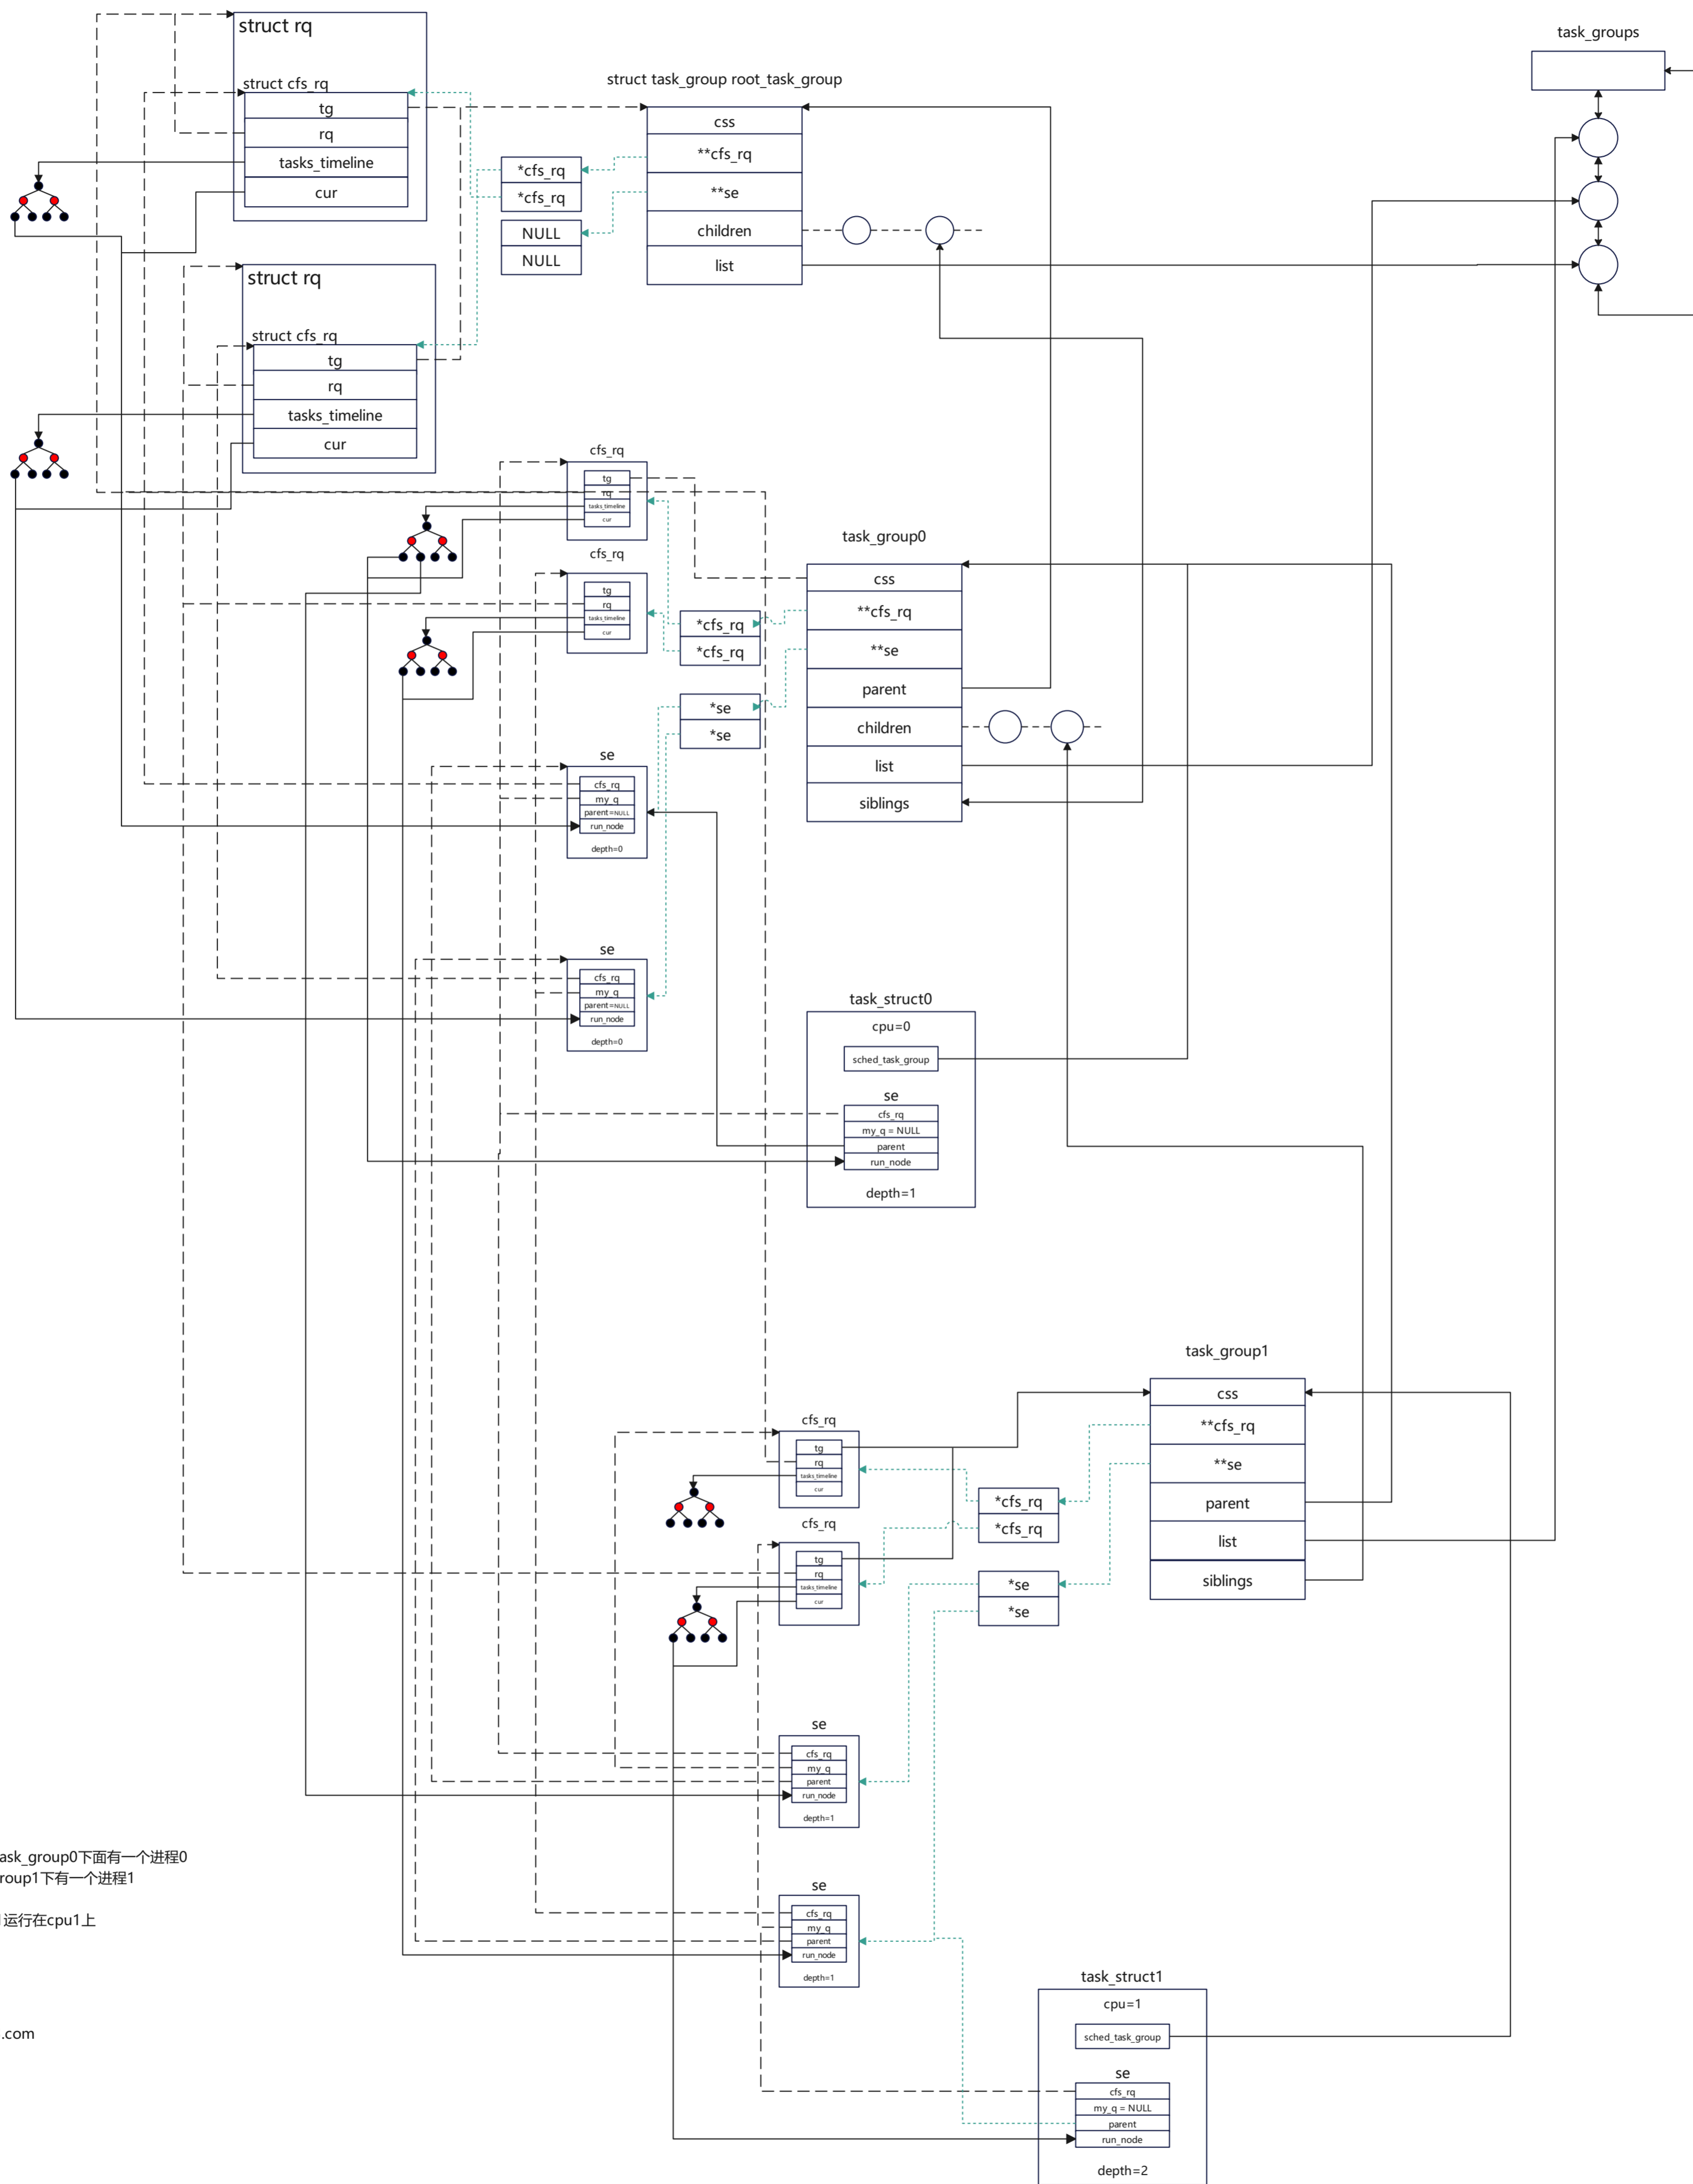 struct rq
struct cfs_rq
tg
rq
tasks_timeline
cur
struct task_group root_task_group
css
**cfs_rq
**se
children
list
*cfs_rq
*cfs_rq
NULL
NULL
task_groups
struct rq
struct cfs_rq
tg
rq
tasks_timeline
cur
cfs_rq
tg
rq
tasks_timeline
cur
cfs_rq
tg
rq
tasks_timeline
cur
task_group0
css
**cfs_rq
**se
parent
children
list
siblings
*cfs_rq
*cfs_rq
*se
*se
se
cfs_rq
my_q
parent=NULL
run_node
depth=0
se
cfs_rq
my_q
parent=NULL
run_node
depth=0
task_struct0
cpu=0
sched_task_group
se
cfs_rq
my_q = NULL
parent
run_node
depth=1
task_group1
css
**cfs_rq
**se
parent
list
siblings
cfs_rq
tg
rq
tasks_timeline
cur
cfs_rq
tg
rq
tasks_timeline
cur
*cfs_rq
*cfs_rq
*se
*se
se
cfs_rq
my_q
parent
run_node
depth=1
se
cfs_rq
my_q
parent
run_node
depth=1
ask_group0下面有一个进程0
roup1下有一个进程1
运行在cpu1上
.com
task_struct1
cpu=1
sched_task_group
se
cfs_rq
my_q = NULL
parent
run_node
depth=2